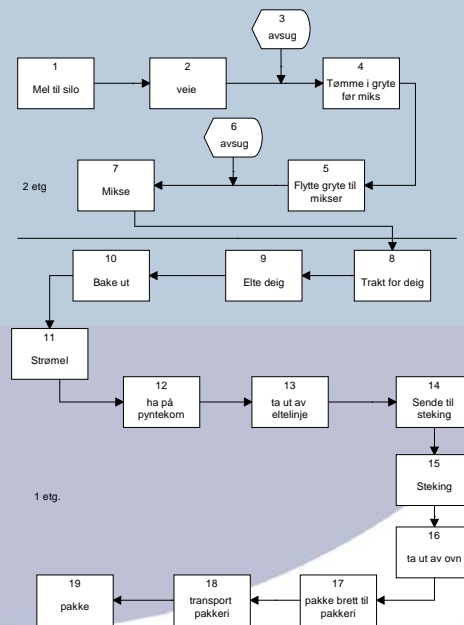 3
avsug
1
Mel til silo
2
veie
4
Tømme i gryte
før miks
6
avsug
7
Mikse
5
Flytte gryte til
mikser
2 etg
10
Bake ut
9
Elte deig
8
Trakt for deig
11
Strømel
12
ha på
pyntekorn
13
ta ut av
eltelinje
14
Sende til
steking
15
Steking
1 etg.
16
ta ut av ovn
19
pakke
18
transport
pakkeri
17
pakke brett til
pakkeri